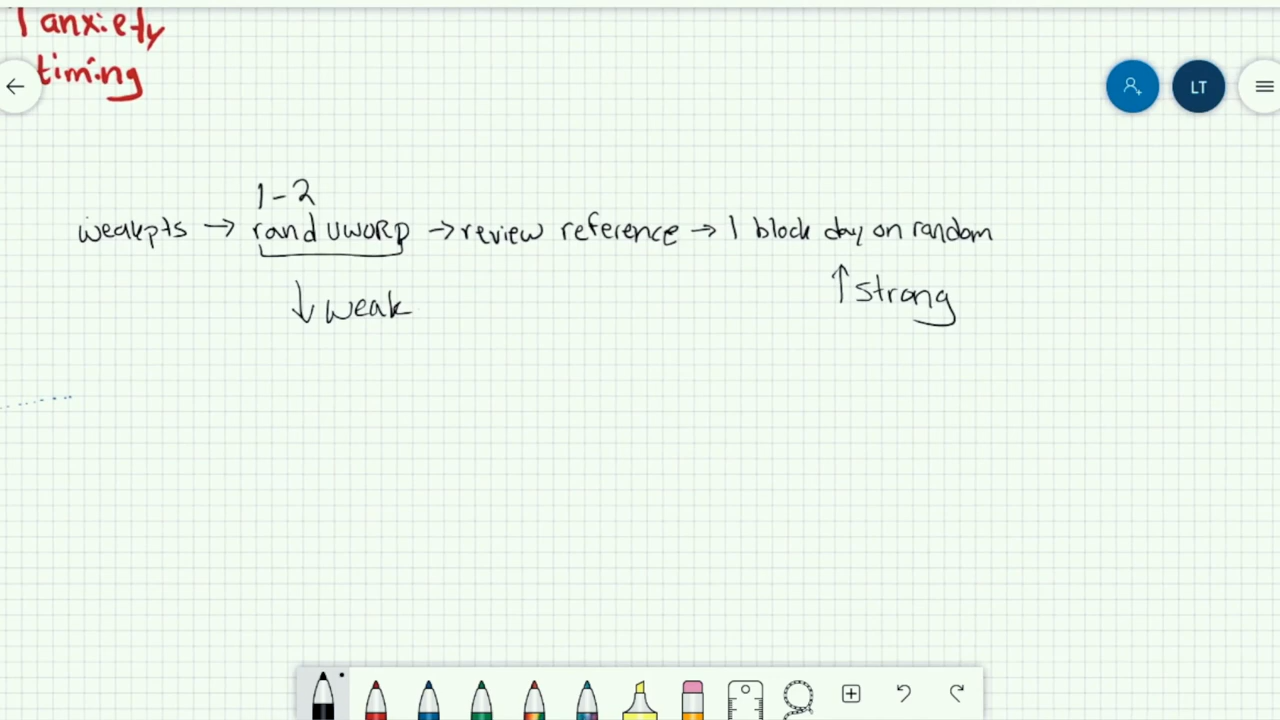 anxiety
timing
LT
1-2
weakpts → rand UWORP → review reference → 1 block day on random
↓ weak
↑ strong